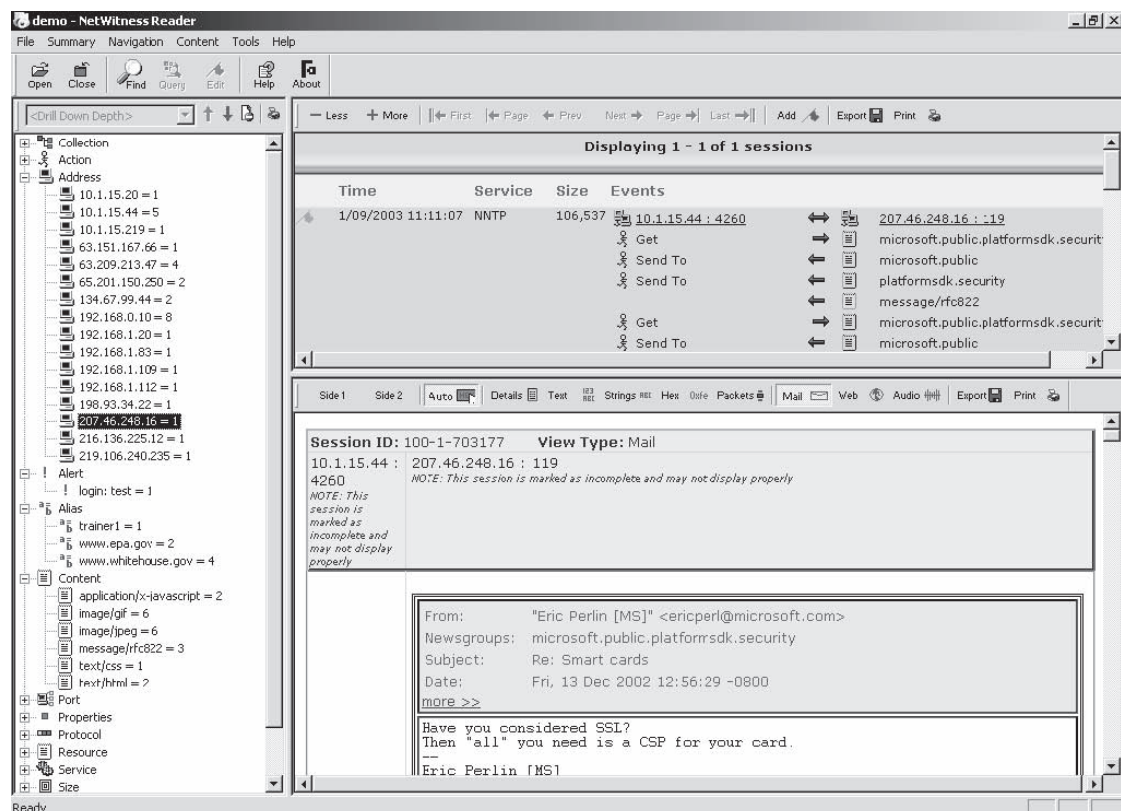 demo - NetWitness Reader
File Summary Navigation Content Tools Help
Open Close Find Query Edit Help About
<Drill Down Depth>
Collection
Action
Address
10.1.15.20 = 1
10.1.15.44 = 5
10.1.15.219 = 1
63.151.167.66 = 1
63.209.213.47 = 4
65.201.150.250 = 2
134.67.99.44 = 2
192.168.0.10 = 8
192.168.1.20 = 1
192.168.1.83 = 1
192.168.1.109 = 1
192.168.1.112 = 1
198.93.34.22 = 1
207.46.248.16 = 1
216.136.225.12 = 1
219.106.240.235 = 1
Alert
login: test = 1
Alias
trainer1 = 1
www.epa.gov = 2
www.whitehouse.gov = 4
Content
application/x-javascript = 2
image/gif = 6
image/jpeg = 6
message/rfc822 = 3
text/css = 1
text/html = 2
Port
Properties
Protocol
Resource
Service
Size
Less More First Page Prev Next Page Last Add Export Print
Displaying 1 - 1 of 1 sessions
Time Service Size Events
1/09/2003 11:11:07 NNTP 106,537 10.1.15.44 : 4260 207.46.248.16 : 119
Get microsoft.public.platformsdk.securit
Send To microsoft.public
Send To platformsdk.security
message/rfc822
Get microsoft.public.platformsdk.securit
Send To microsoft.public
Side 1 Side 2 Auto Details Text Strings Hex 0xfe Packets Mail Web Audio Export Print
Session ID: 100-1-703177 View Type: Mail
10.1.15.44 :
4260
NOTE: This
session is
marked as
incomplete and
may not display
properly
207.46.248.16 : 119
NOTE: This session is marked as incomplete and may not display properly
From: "Eric Perlin [MS]" <ericperl@microsoft.com>
Newsgroups: microsoft.public.platformsdk.security
Subject: Re: Smart cards
Date: Fri, 13 Dec 2002 12:56:29 -0800
more >>
Have you considered SSL?
Then "all" you need is a CSP for your card.
--
Eric Perlin [MS]
Ready